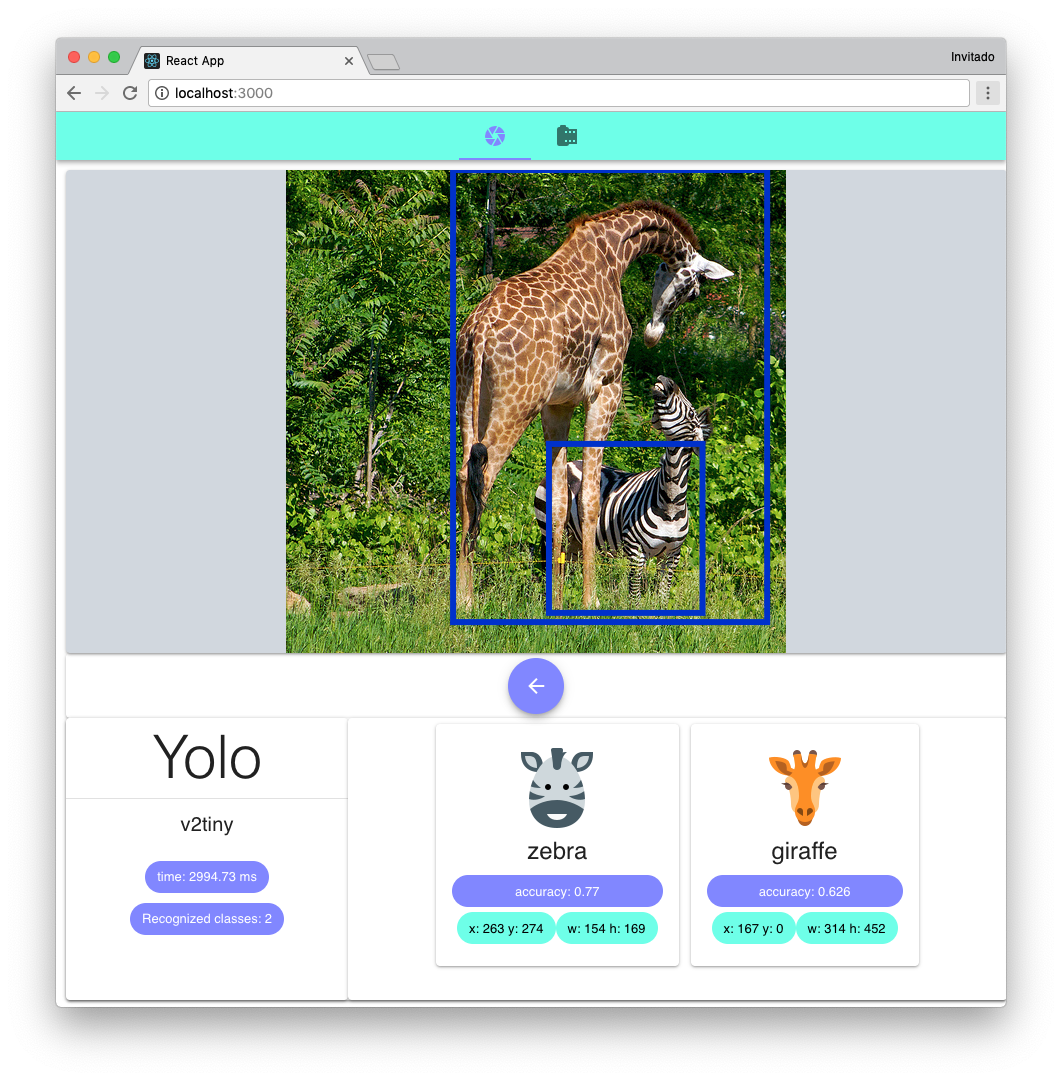 React App
Invitado
localhost:3000
Yolo
v2tiny
time: 2994.73 ms
Recognized classes: 2
zebra
accuracy: 0.77
x: 263 y: 274 w: 154 h: 169
giraffe
accuracy: 0.626
x: 167 y: 0 w: 314 h: 452